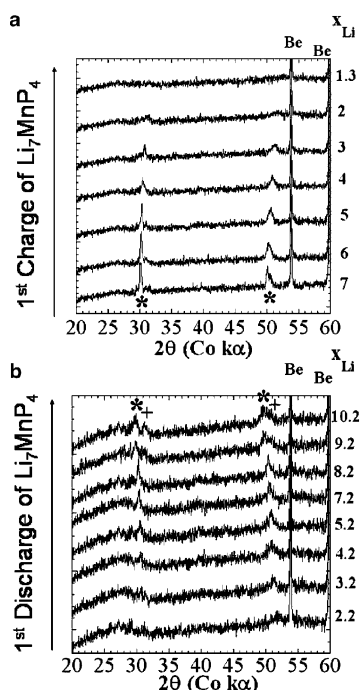 a
x Li
Be
Be
1.3
2
3
4
5
6
7
* *
20 25 30 35 40 45 50 55 60
2θ (Co kα)
1st Charge of Li7MnP4
b
x Li
Be
Be
* + * +
10.2
9.2
8.2
7.2
5.2
4.2
3.2
2.2
20 25 30 35 40 45 50 55 60
2θ (Co kα)
1st Discharge of Li7MnP4